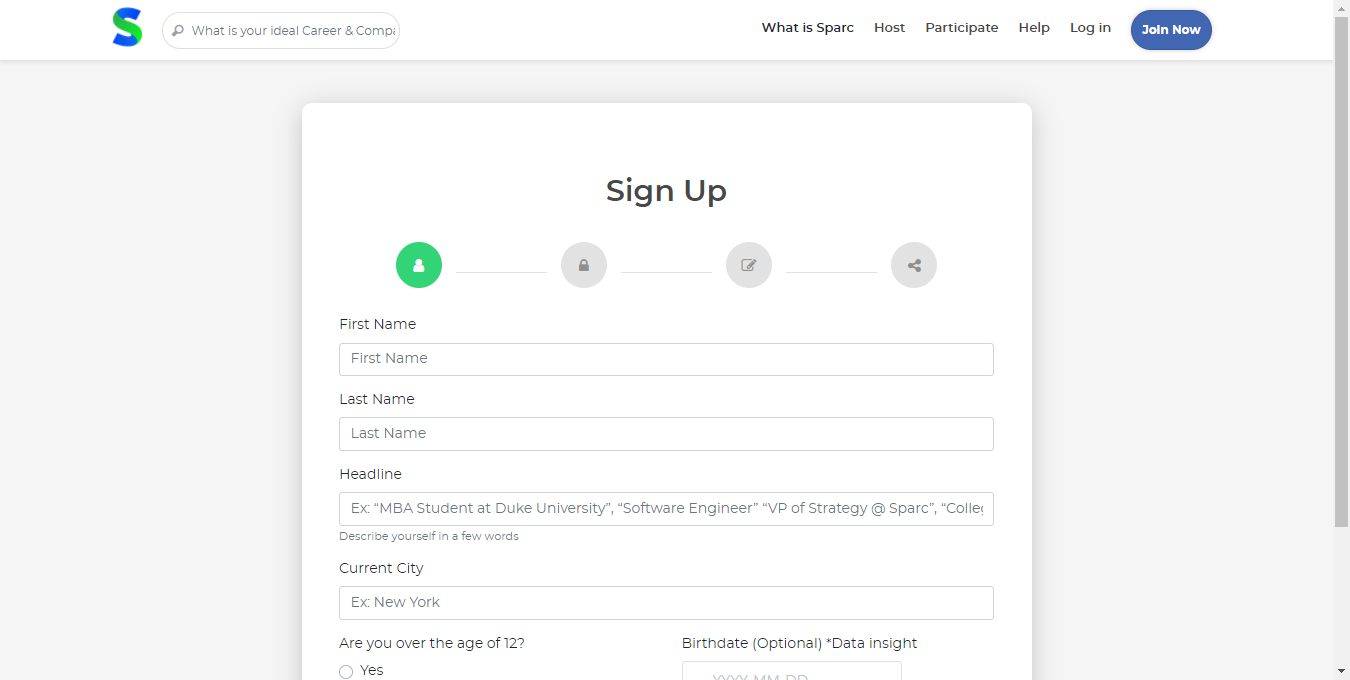 What is your ideal Career & Compa
What is Sparc
Host
Participate
Help
Log in
Join Now
Sign Up
First Name
First Name
Last Name
Last Name
Headline
Ex: “MBA Student at Duke University”, “Software Engineer” “VP of Strategy @ Sparc”, “Colleg
Describe yourself in a few words
Current City
Ex: New York
Are you over the age of 12?
Birthdate (Optional) *Data insight
Yes
YYYY-MM-DD